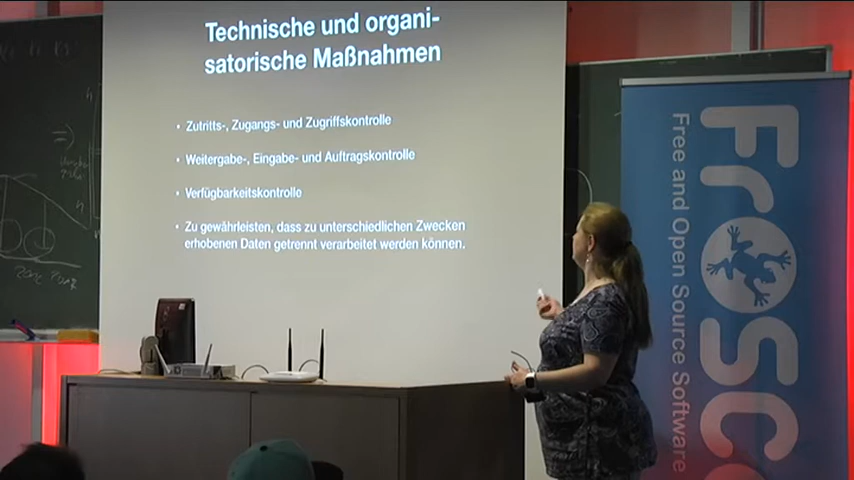 Technische und organi-
satorische Maßnahmen
• Zutritts-, Zugangs- und Zugriffskontrolle
• Weitergabe-, Eingabe- und Auftragskontrolle
• Verfügbarkeitskontrolle
• Zu gewährleisten, dass zu unterschiedlichen Zwecken
erhobenen Daten getrennt verarbeitet werden können.
Free and Open Source Software
FrOSC